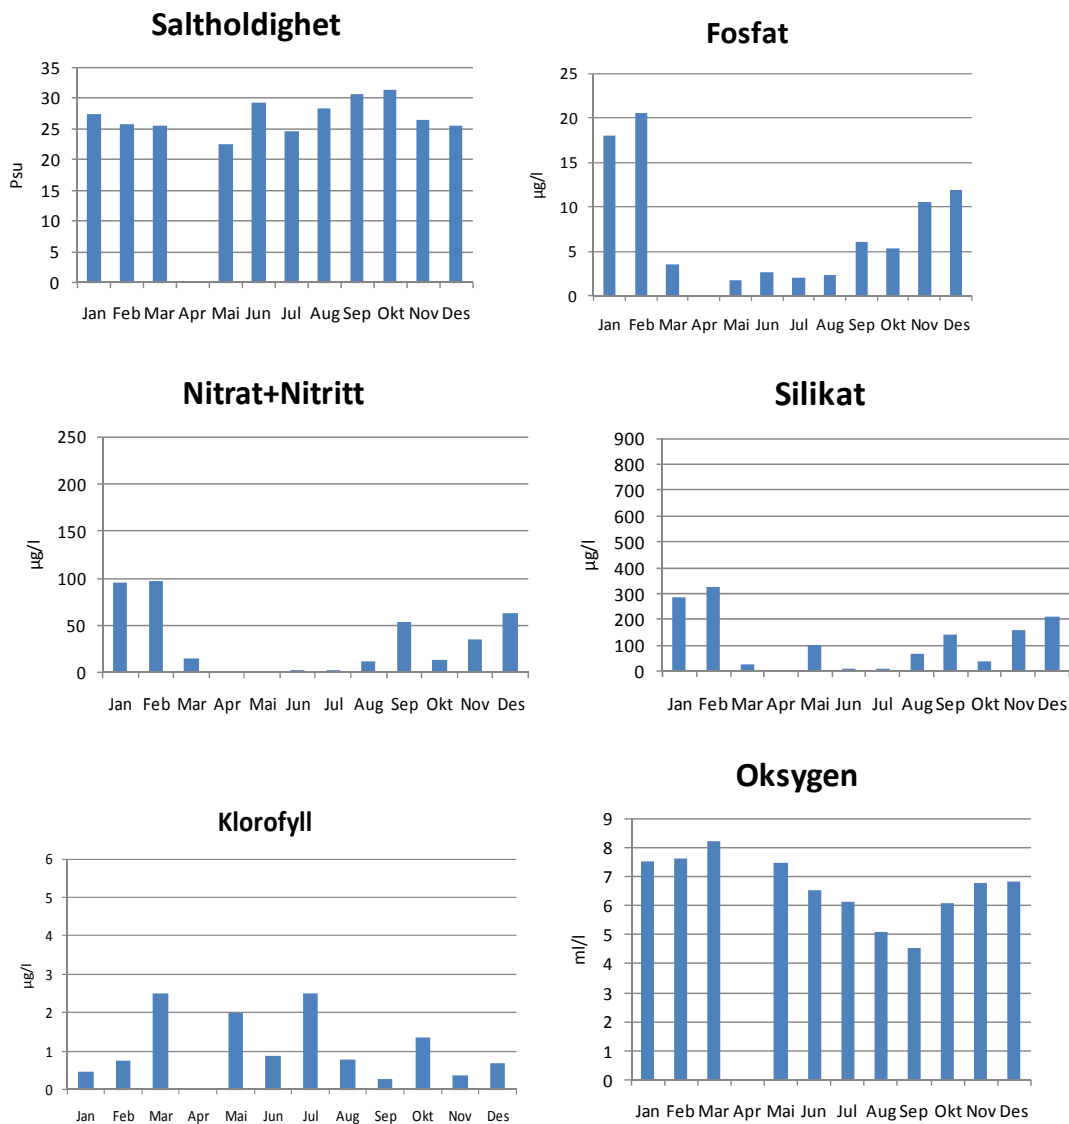 Saltholdighet
35
30
25
20
15
10
5
0
Psu
Jan Feb Mar Apr Mai Jun Jul Aug Sep Okt Nov Des
Fosfat
25
20
15
10
5
0
µg/l
Jan Feb Mar Apr Mai Jun Jul Aug Sep Okt Nov Des
Nitrat+Nitritt
250
200
150
100
50
0
µg/l
Jan Feb Mar Apr Mai Jun Jul Aug Sep Okt Nov Des
Silikat
900
800
700
600
500
400
300
200
100
0
µg/l
Jan Feb Mar Apr Mai Jun Jul Aug Sep Okt Nov Des
Klorofyll
6
5
4
3
2
1
0
µg/l
Jan Feb Mar Apr Mai Jun Jul Aug Sep Okt Nov Des
Oksygen
9
8
7
6
5
4
3
2
1
0
ml/l
Jan Feb Mar Apr Mai Jun Jul Aug Sep Okt Nov Des